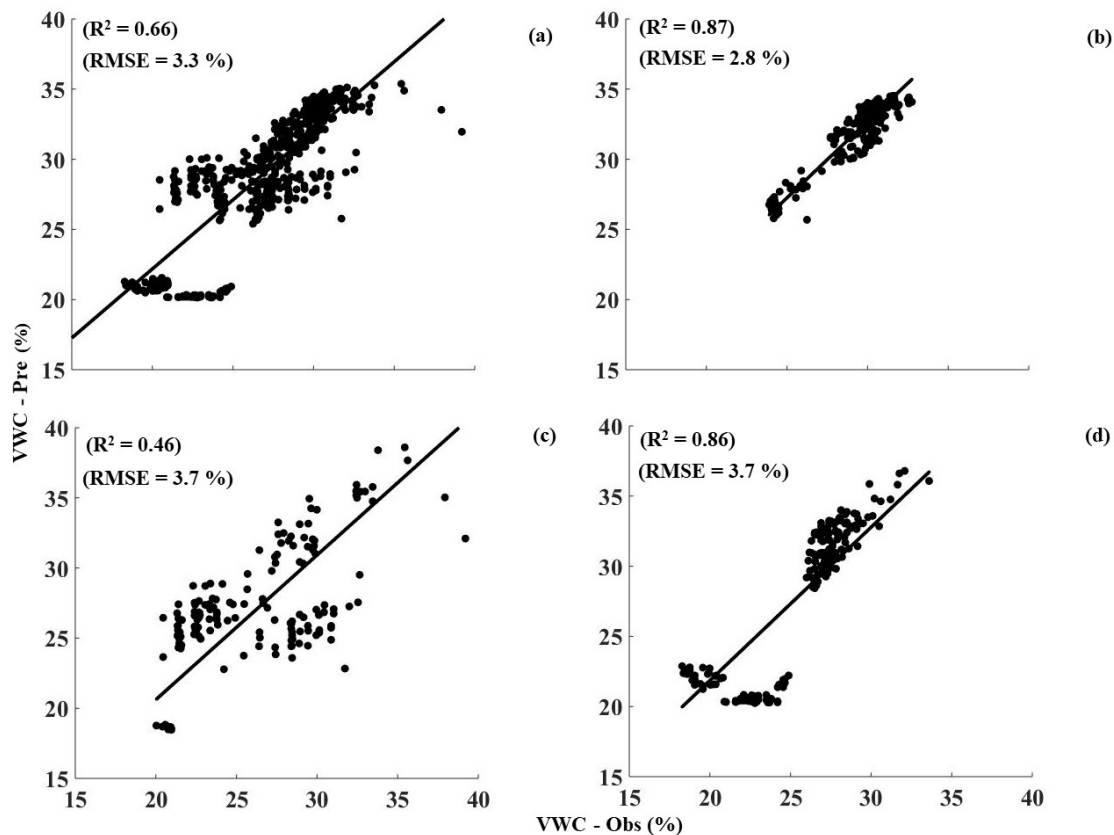 40
(R² = 0.66)
(RMSE = 3.3 %)
(a)
35
30
25
20
15
40
(R² = 0.87)
(RMSE = 2.8 %)
(b)
35
30
25
20
15
VWC - Pre (%)
40
(R² = 0.46)
(RMSE = 3.7 %)
(c)
35
30
25
20
15
15 20 25 30 35 40
40
(R² = 0.86)
(RMSE = 3.7 %)
(d)
35
30
25
20
15
15 20 25 30 35 40
VWC - Obs (%)